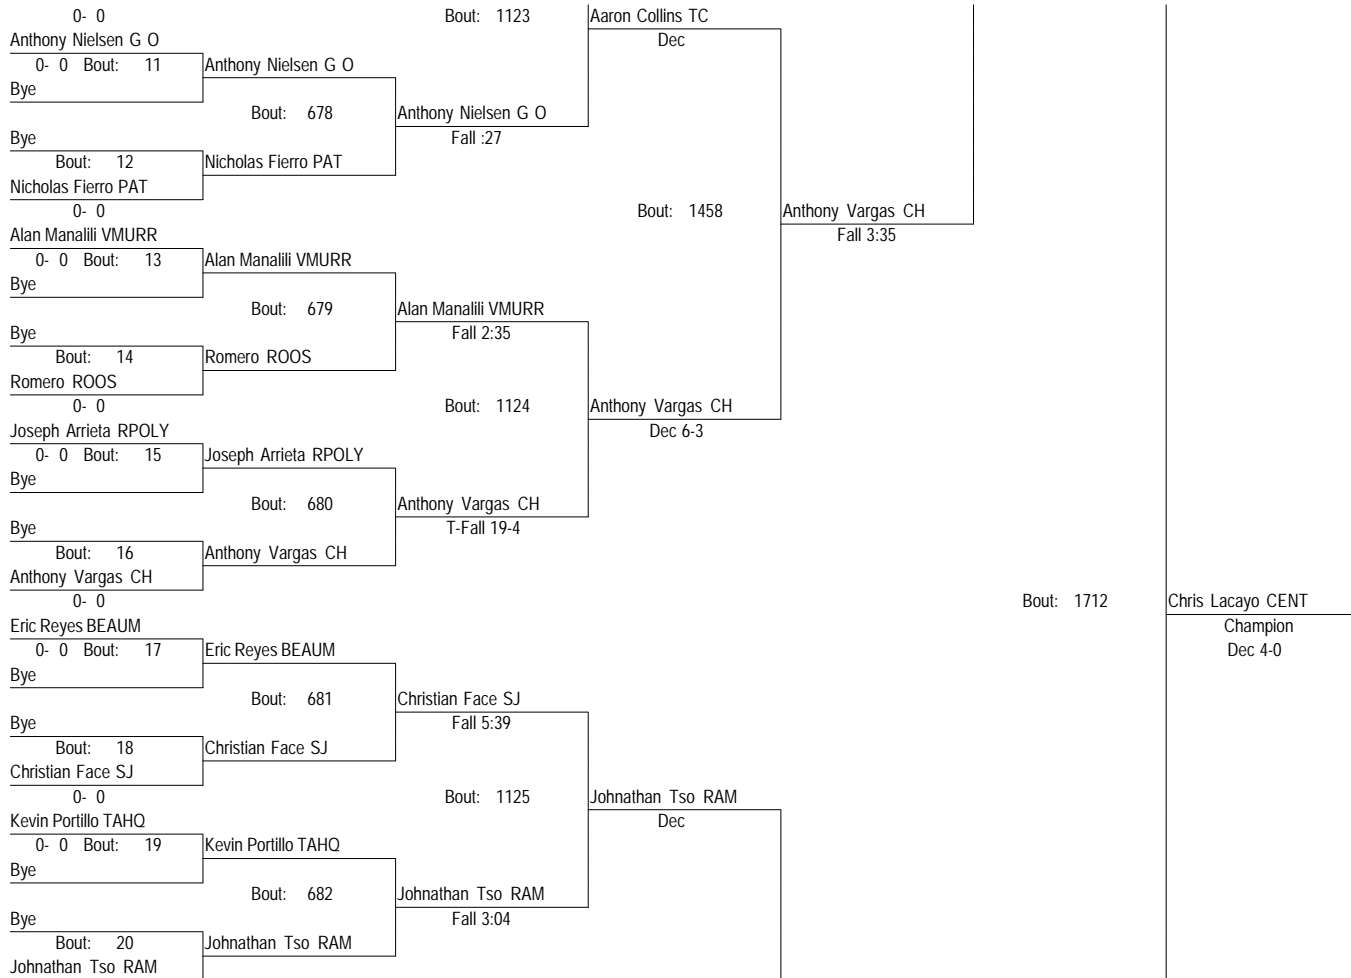 0- 0 Bout: 1123 Aaron Collins TC
Anthony Nielsen G O Dec
0- 0 Bout: 11 Anthony Nielsen G O
Bye
Bout: 678 Anthony Nielsen G O
Bye Fall :27
Bout: 12 Nicholas Fierro PAT
Nicholas Fierro PAT
0- 0 Bout: 1458 Anthony Vargas CH
Alan Manalili VMURR Fall 3:35
0- 0 Bout: 13 Alan Manalili VMURR
Bye
Bout: 679 Alan Manalili VMURR
Bye Fall 2:35
Bout: 14 Romero ROOS
Romero ROOS
0- 0 Bout: 1124 Anthony Vargas CH
Joseph Arrieta RPOLY Dec 6-3
0- 0 Bout: 15 Joseph Arrieta RPOLY
Bye
Bout: 680 Anthony Vargas CH
Bye T-Fall 19-4
Bout: 16 Anthony Vargas CH
Anthony Vargas CH
0- 0 Bout: 1712 Chris Lacayo CENT
Eric Reyes BEAUM Champion
0- 0 Bout: 17 Eric Reyes BEAUM Dec 4-0
Bye
Bout: 681 Christian Face SJ
Bye Fall 5:39
Bout: 18 Christian Face SJ
Christian Face SJ
0- 0 Bout: 1125 Johnathan Tso RAM
Kevin Portillo TAHQ Dec
0- 0 Bout: 19 Kevin Portillo TAHQ
Bye
Bout: 682 Johnathan Tso RAM
Bye Fall 3:04
Bout: 20 Johnathan Tso RAM
Johnathan Tso RAM